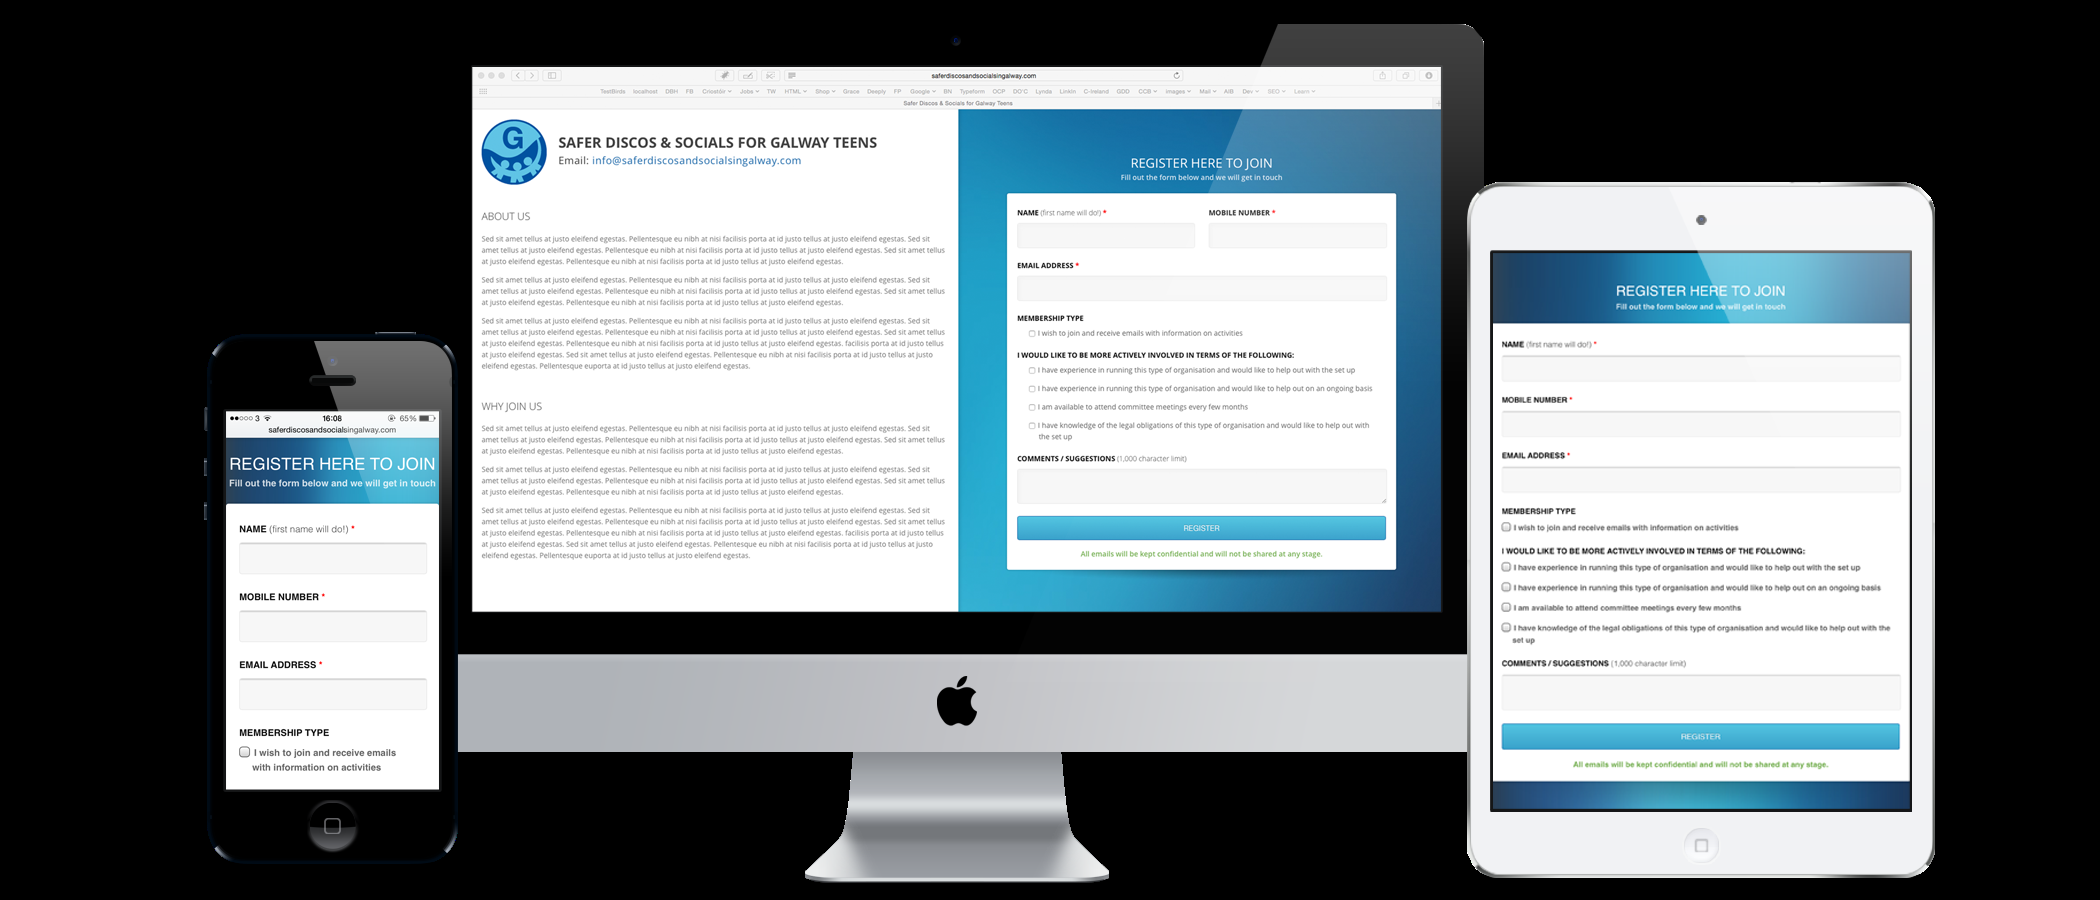 saferdiscosandsocialsingalway.com
TestBirds localhost DBH FB Criostóir Jobs TW HTML Shop Grace Deeply FP Google BN Typeform OCP DO'C Lynda LinkIn C-Ireland GDD CCB images Mail AIB Dev SEO Learn
Safer Discos & Socials for Galway Teens
G
SAFER DISCOS & SOCIALS FOR GALWAY TEENS
Email: info@saferdiscosandsocialsingalway.com
ABOUT US
Sed sit amet tellus at justo eleifend egestas. Pellentesque eu nibh at nisi facilisis porta at id justo tellus at justo eleifend egestas. Sed sit
amet tellus at justo eleifend egestas. Pellentesque eu nibh at nisi facilisis porta at id justo tellus at justo eleifend egestas. Sed sit amet tellus
at justo eleifend egestas. Pellentesque eu nibh at nisi facilisis porta at id justo tellus at justo eleifend egestas.
Sed sit amet tellus at justo eleifend egestas. Pellentesque eu nibh at nisi facilisis porta at id justo tellus at justo eleifend egestas. Sed sit
amet tellus at justo eleifend egestas. Pellentesque eu nibh at nisi facilisis porta at id justo tellus at justo eleifend egestas. Sed sit amet tellus
at justo eleifend egestas. Pellentesque eu nibh at nisi facilisis porta at id justo tellus at justo eleifend egestas.
Sed sit amet tellus at justo eleifend egestas. Pellentesque eu nibh at nisi facilisis porta at id justo tellus at justo eleifend egestas. Sed sit
amet tellus at justo eleifend egestas. Pellentesque eu nibh at nisi facilisis porta at id justo tellus at justo eleifend egestas. Sed sit amet tellus
at justo eleifend egestas. Pellentesque eu nibh at nisi facilisis porta at id justo tellus at justo eleifend egestas. facilisis porta at id justo tellus at justo
eleifend egestas. Sed sit amet tellus at justo eleifend egestas. Pellentesque eu nibh at nisi facilisis porta at id justo tellus at justo
eleifend egestas. Pellentesque euporta at id justo tellus at justo eleifend egestas.
WHY JOIN US
Sed sit amet tellus at justo eleifend egestas. Pellentesque eu nibh at nisi facilisis porta at id justo tellus at justo eleifend egestas. Sed sit
amet tellus at justo eleifend egestas. Pellentesque eu nibh at nisi facilisis porta at id justo tellus at justo eleifend egestas. Sed sit amet tellus
at justo eleifend egestas. Pellentesque eu nibh at nisi facilisis porta at id justo tellus at justo eleifend egestas.
Sed sit amet tellus at justo eleifend egestas. Pellentesque eu nibh at nisi facilisis porta at id justo tellus at justo eleifend egestas. Sed sit
amet tellus at justo eleifend egestas. Pellentesque eu nibh at nisi facilisis porta at id justo tellus at justo eleifend egestas. Sed sit amet tellus
at justo eleifend egestas. Pellentesque eu nibh at nisi facilisis porta at id justo tellus at justo eleifend egestas.
Sed sit amet tellus at justo eleifend egestas. Pellentesque eu nibh at nisi facilisis porta at id justo tellus at justo eleifend egestas. Sed sit
amet tellus at justo eleifend egestas. Pellentesque eu nibh at nisi facilisis porta at id justo tellus at justo eleifend egestas. Sed sit amet tellus
at justo eleifend egestas. Pellentesque eu nibh at nisi facilisis porta at id justo tellus at justo eleifend egestas. facilisis porta at id justo tellus at justo
eleifend egestas. Sed sit amet tellus at justo eleifend egestas. Pellentesque eu nibh at nisi facilisis porta at id justo tellus at justo
eleifend egestas. Pellentesque euporta at id justo tellus at justo eleifend egestas.
REGISTER HERE TO JOIN
Fill out the form below and we will get in touch
NAME (first name will do!) * MOBILE NUMBER *
EMAIL ADDRESS *
MEMBERSHIP TYPE
I wish to join and receive emails with information on activities
I WOULD LIKE TO BE MORE ACTIVELY INVOLVED IN TERMS OF THE FOLLOWING:
I have experience in running this type of organisation and would like to help out with the set up
I have experience in running this type of organisation and would like to help out on an ongoing basis
I am available to attend committee meetings every few months
I have knowledge of the legal obligations of this type of organisation and would like to help out with
the set up
COMMENTS / SUGGESTIONS (1,000 character limit)
REGISTER
All emails will be kept confidential and will not be shared at any stage.
3 16:08 65%
saferdiscosandsocialsingalway.com
REGISTER HERE TO JOIN
Fill out the form below and we will get in touch
NAME (first name will do!) *
MOBILE NUMBER *
EMAIL ADDRESS *
MEMBERSHIP TYPE
I wish to join and receive emails
with information on activities
REGISTER HERE TO JOIN
Fill out the form below and we will get in touch
NAME (first name will do!) *
MOBILE NUMBER *
EMAIL ADDRESS *
MEMBERSHIP TYPE
I wish to join and receive emails with information on activities
I WOULD LIKE TO BE MORE ACTIVELY INVOLVED IN TERMS OF THE FOLLOWING:
I have experience in running this type of organisation and would like to help out with the set up
I have experience in running this type of organisation and would like to help out on an ongoing basis
I am available to attend committee meetings every few months
I have knowledge of the legal obligations of this type of organisation and would like to help out with the
set up
COMMENTS / SUGGESTIONS (1,000 character limit)
REGISTER
All emails will be kept confidential and will not be shared at any stage.